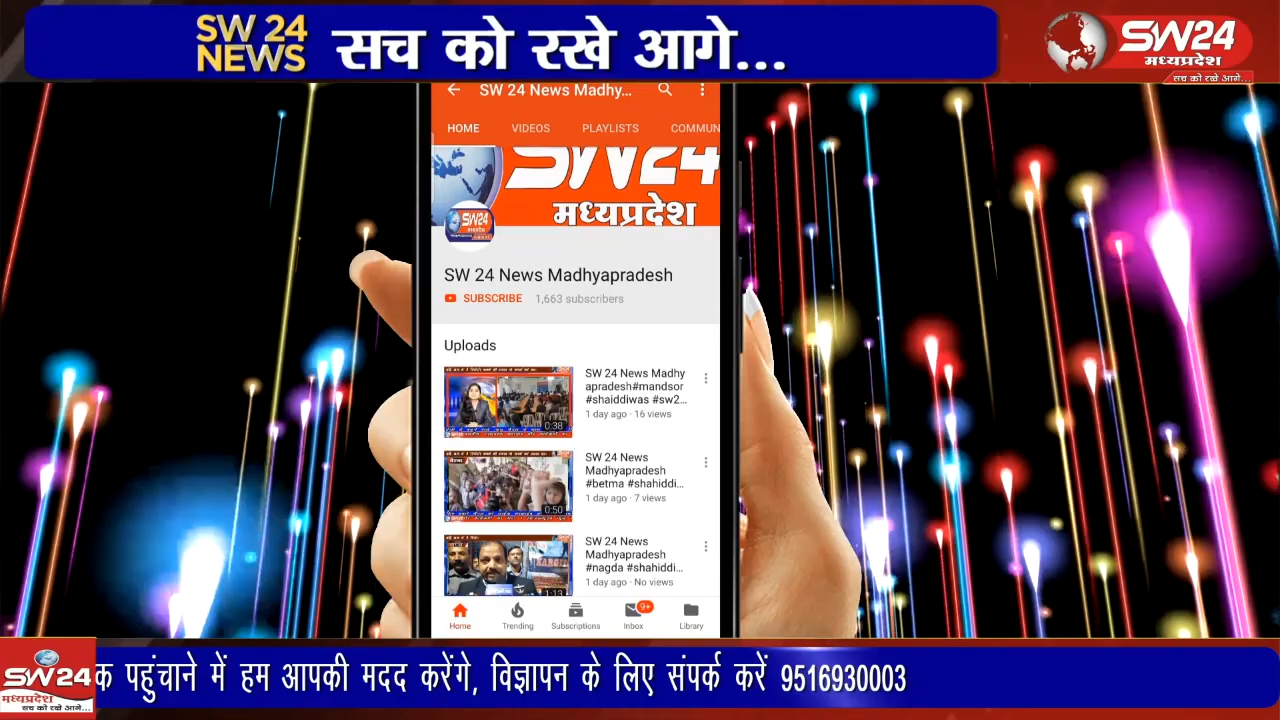 SW 24
NEWS
सच को रखे आगे...
SW24
मध्यप्रदेश
सच को रखे आगे...
SW 24 News Madhy...
HOME VIDEOS PLAYLISTS COMMUN
SW24
मध्यप्रदेश
SW24
SW 24 News Madhyapradesh
SUBSCRIBE 1,663 subscribers
Uploads
SW 24 News Madhy
apradesh#mandsor
#shaiddiwas #sw2...
1 day ago · 16 views
0:38
SW 24 News
Madhyapradesh
#betma #shahiddi...
1 day ago · 7 views
0:50
SW 24 News
Madhyapradesh
#nagda #shahiddi...
1 day ago · No views
1:13
9+
Home Trending Subscriptions Inbox Library
SW24
मध्यप्रदेश
सच को रखे आगे...
क पहुंचाने में हम आपकी मदद करेंगे, विज्ञापन के लिए संपर्क करें 9516930003